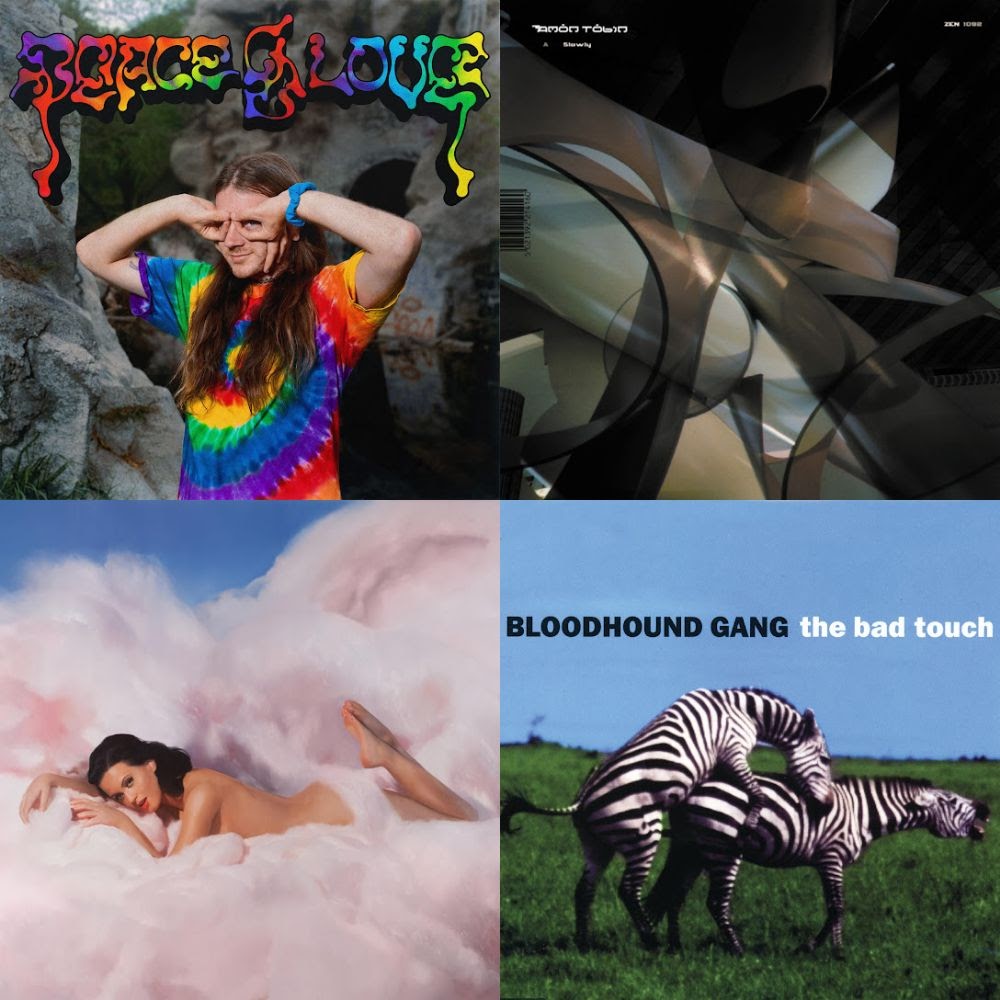 PEACE & LOVE
AMON TOBIN
A Slowly
ZEN 1092
BLOODHOUND GANG the bad touch